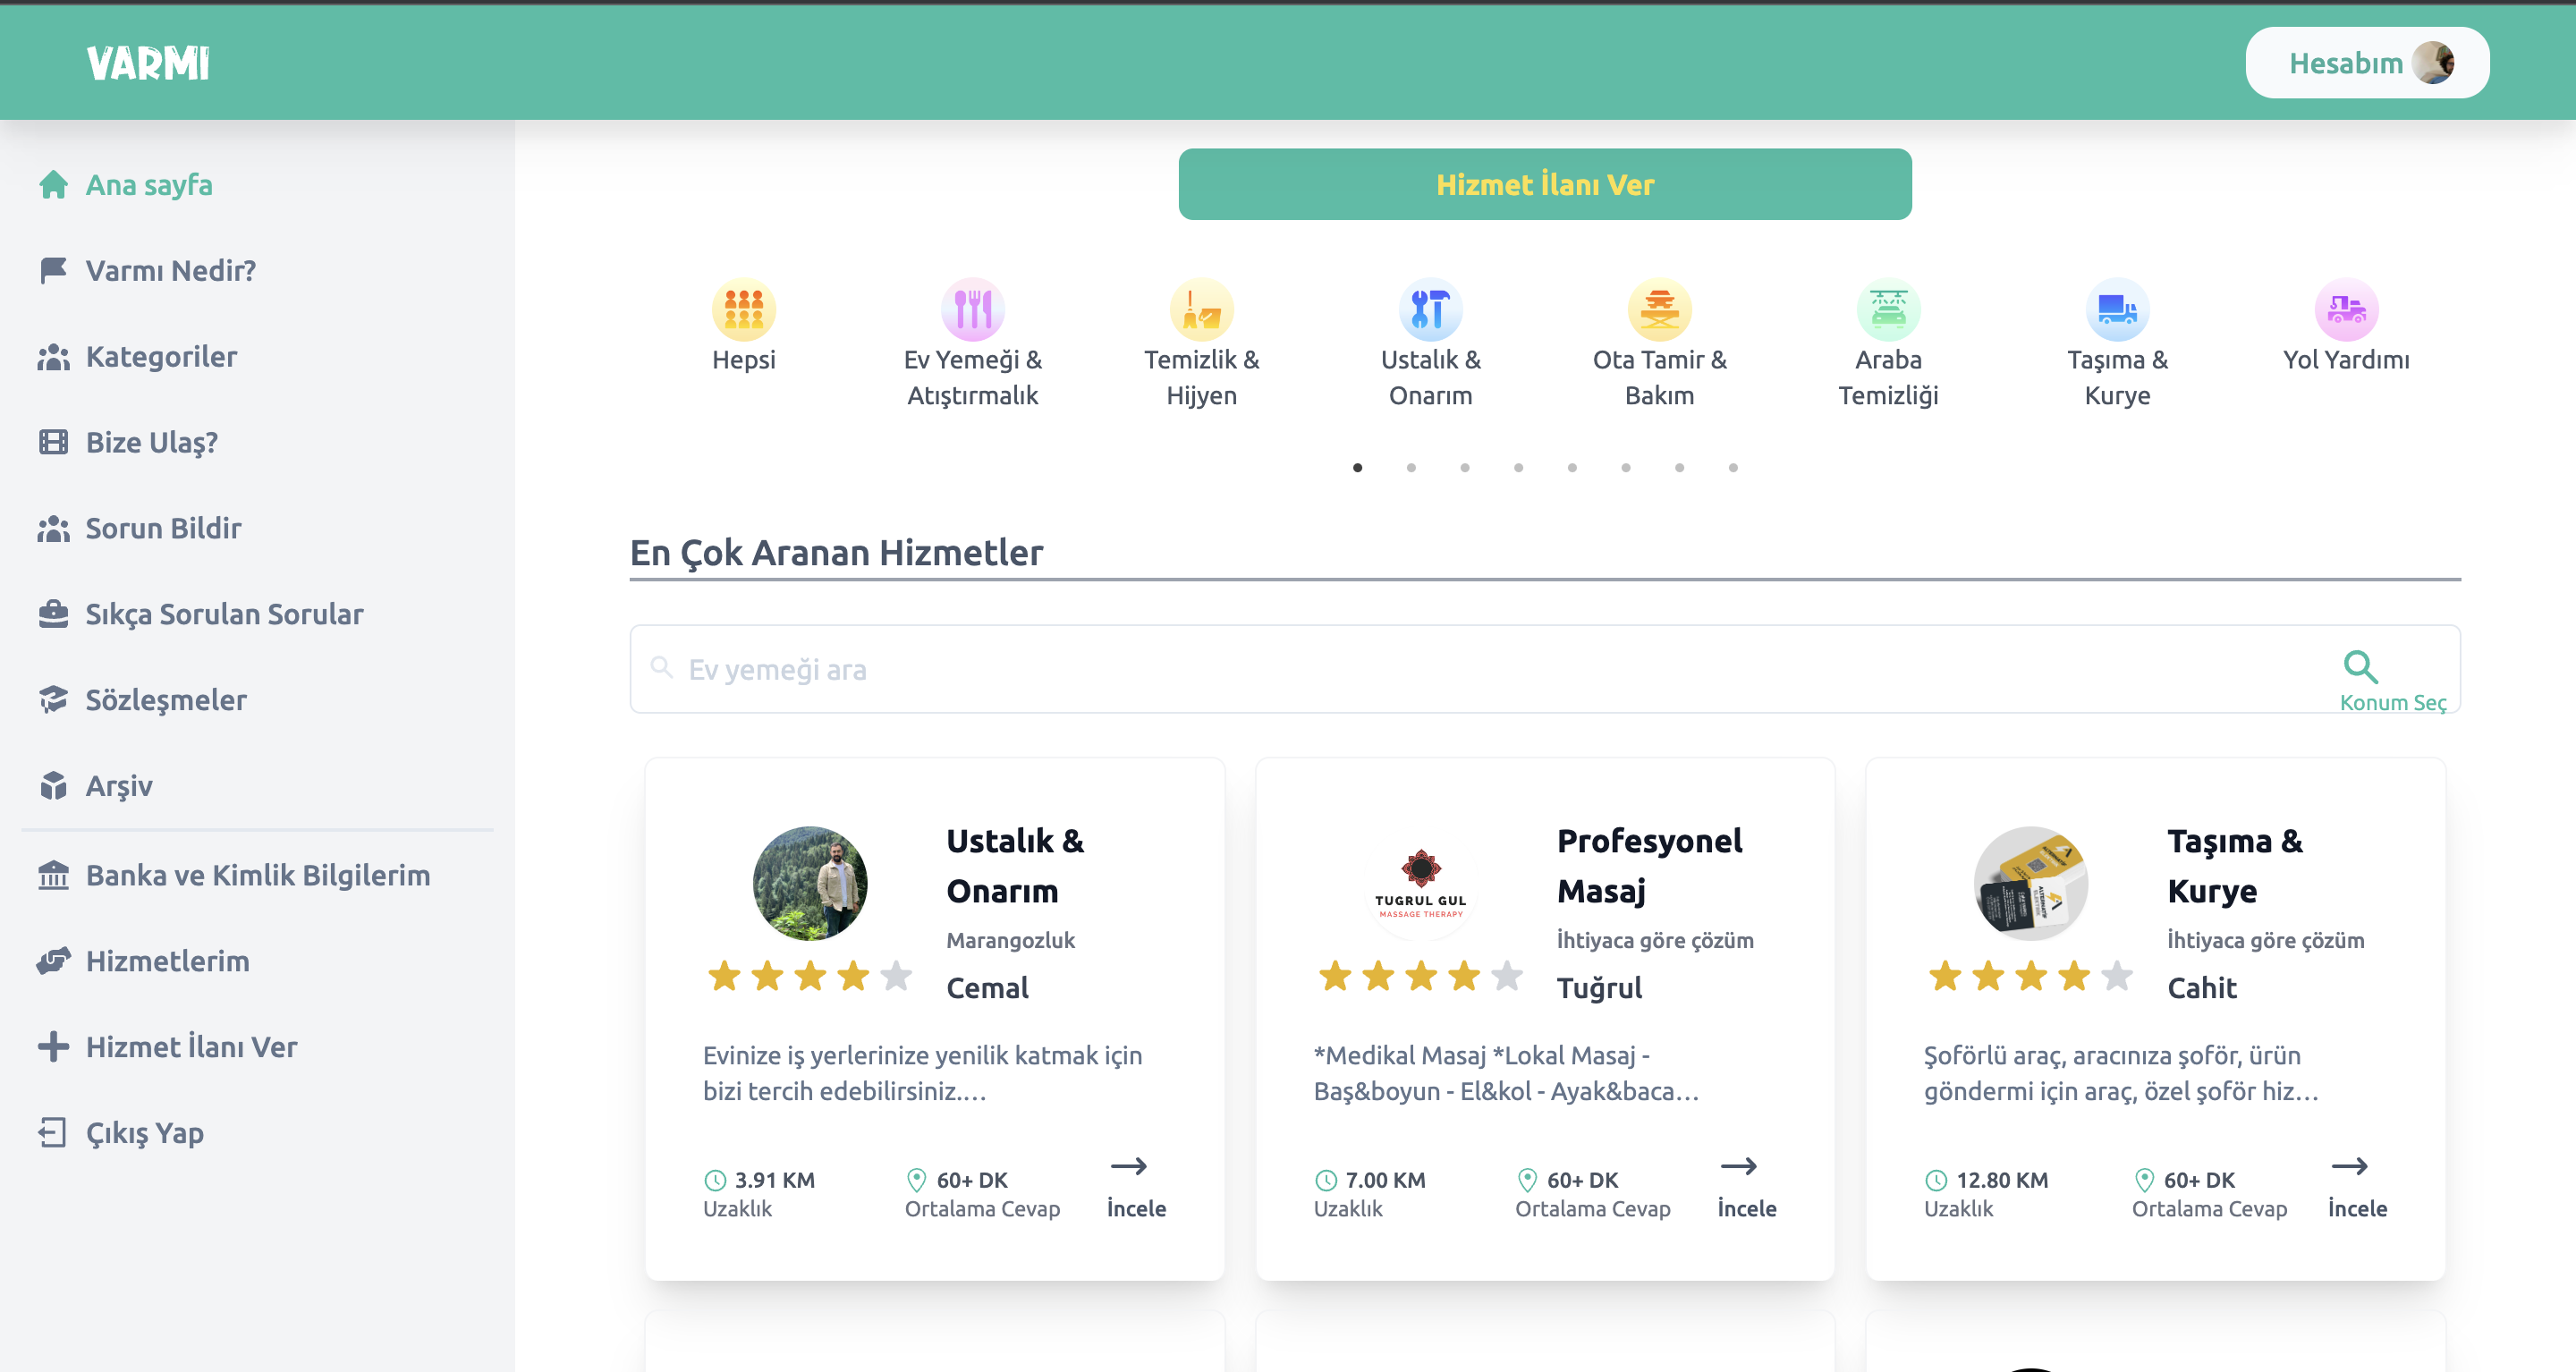 VARMI
Hesabım
Ana sayfa
Varmı Nedir?
Kategoriler
Bize Ulaş?
Sorun Bildir
Sıkça Sorulan Sorular
Sözleşmeler
Arşiv
Banka ve Kimlik Bilgilerim
Hizmetlerim
Hizmet İlanı Ver
Çıkış Yap
Hizmet İlanı Ver
Hepsi
Ev Yemeği &
Atıştırmalık
Temizlik &
Hijyen
Ustalık &
Onarım
Ota Tamir &
Bakım
Araba
Temizliği
Taşıma &
Kurye
Yol Yardımı
En Çok Aranan Hizmetler
Ev yemeği ara
Konum Seç
Ustalık &
Onarım
Marangozluk
Cemal
Evinize iş yerlerinize yenilik katmak için
bizi tercih edebilirsiniz....
3.91 KM
Uzaklık
60+ DK
Ortalama Cevap
İncele
TUGRUL GUL
MASSAGE THERAPY
Profesyonel
Masaj
İhtiyaca göre çözüm
Tuğrul
*Medikal Masaj *Lokal Masaj -
Baş&boyun - El&kol - Ayak&baca...
7.00 KM
Uzaklık
60+ DK
Ortalama Cevap
İncele
Taşıma &
Kurye
İhtiyaca göre çözüm
Cahit
Şoförlü araç, aracınıza şoför, ürün
göndermi için araç, özel şoför hiz...
12.80 KM
Uzaklık
60+ DK
Ortalama Cevap
İncele